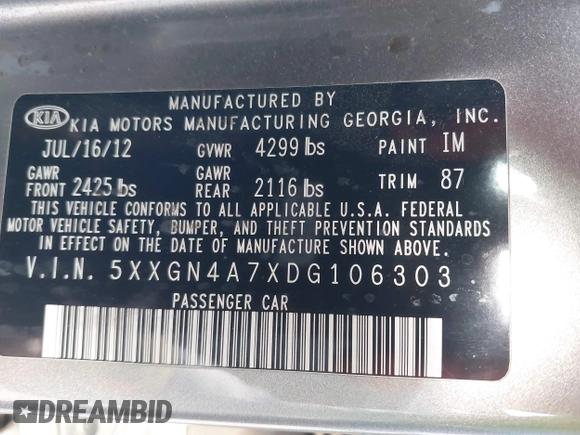 MANUFACTURED BY
KIA KIA MOTORS MANUFACTURING GEORGIA, INC.
JUL/16/12 GVWR 4299 lbs PAINT IM
GAWR FRONT 2425 lbs GAWR REAR 2116 lbs TRIM 87
THIS VEHICLE CONFORMS TO ALL APPLICABLE U.S.A. FEDERAL
MOTOR VEHICLE SAFETY, BUMPER, AND THEFT PREVENTION STANDARDS
IN EFFECT ON THE DATE OF MANUFACTURE SHOWN ABOVE.
V.I.N. 5XXGN4A7XDG106303
PASSENGER CAR
DREAMBID